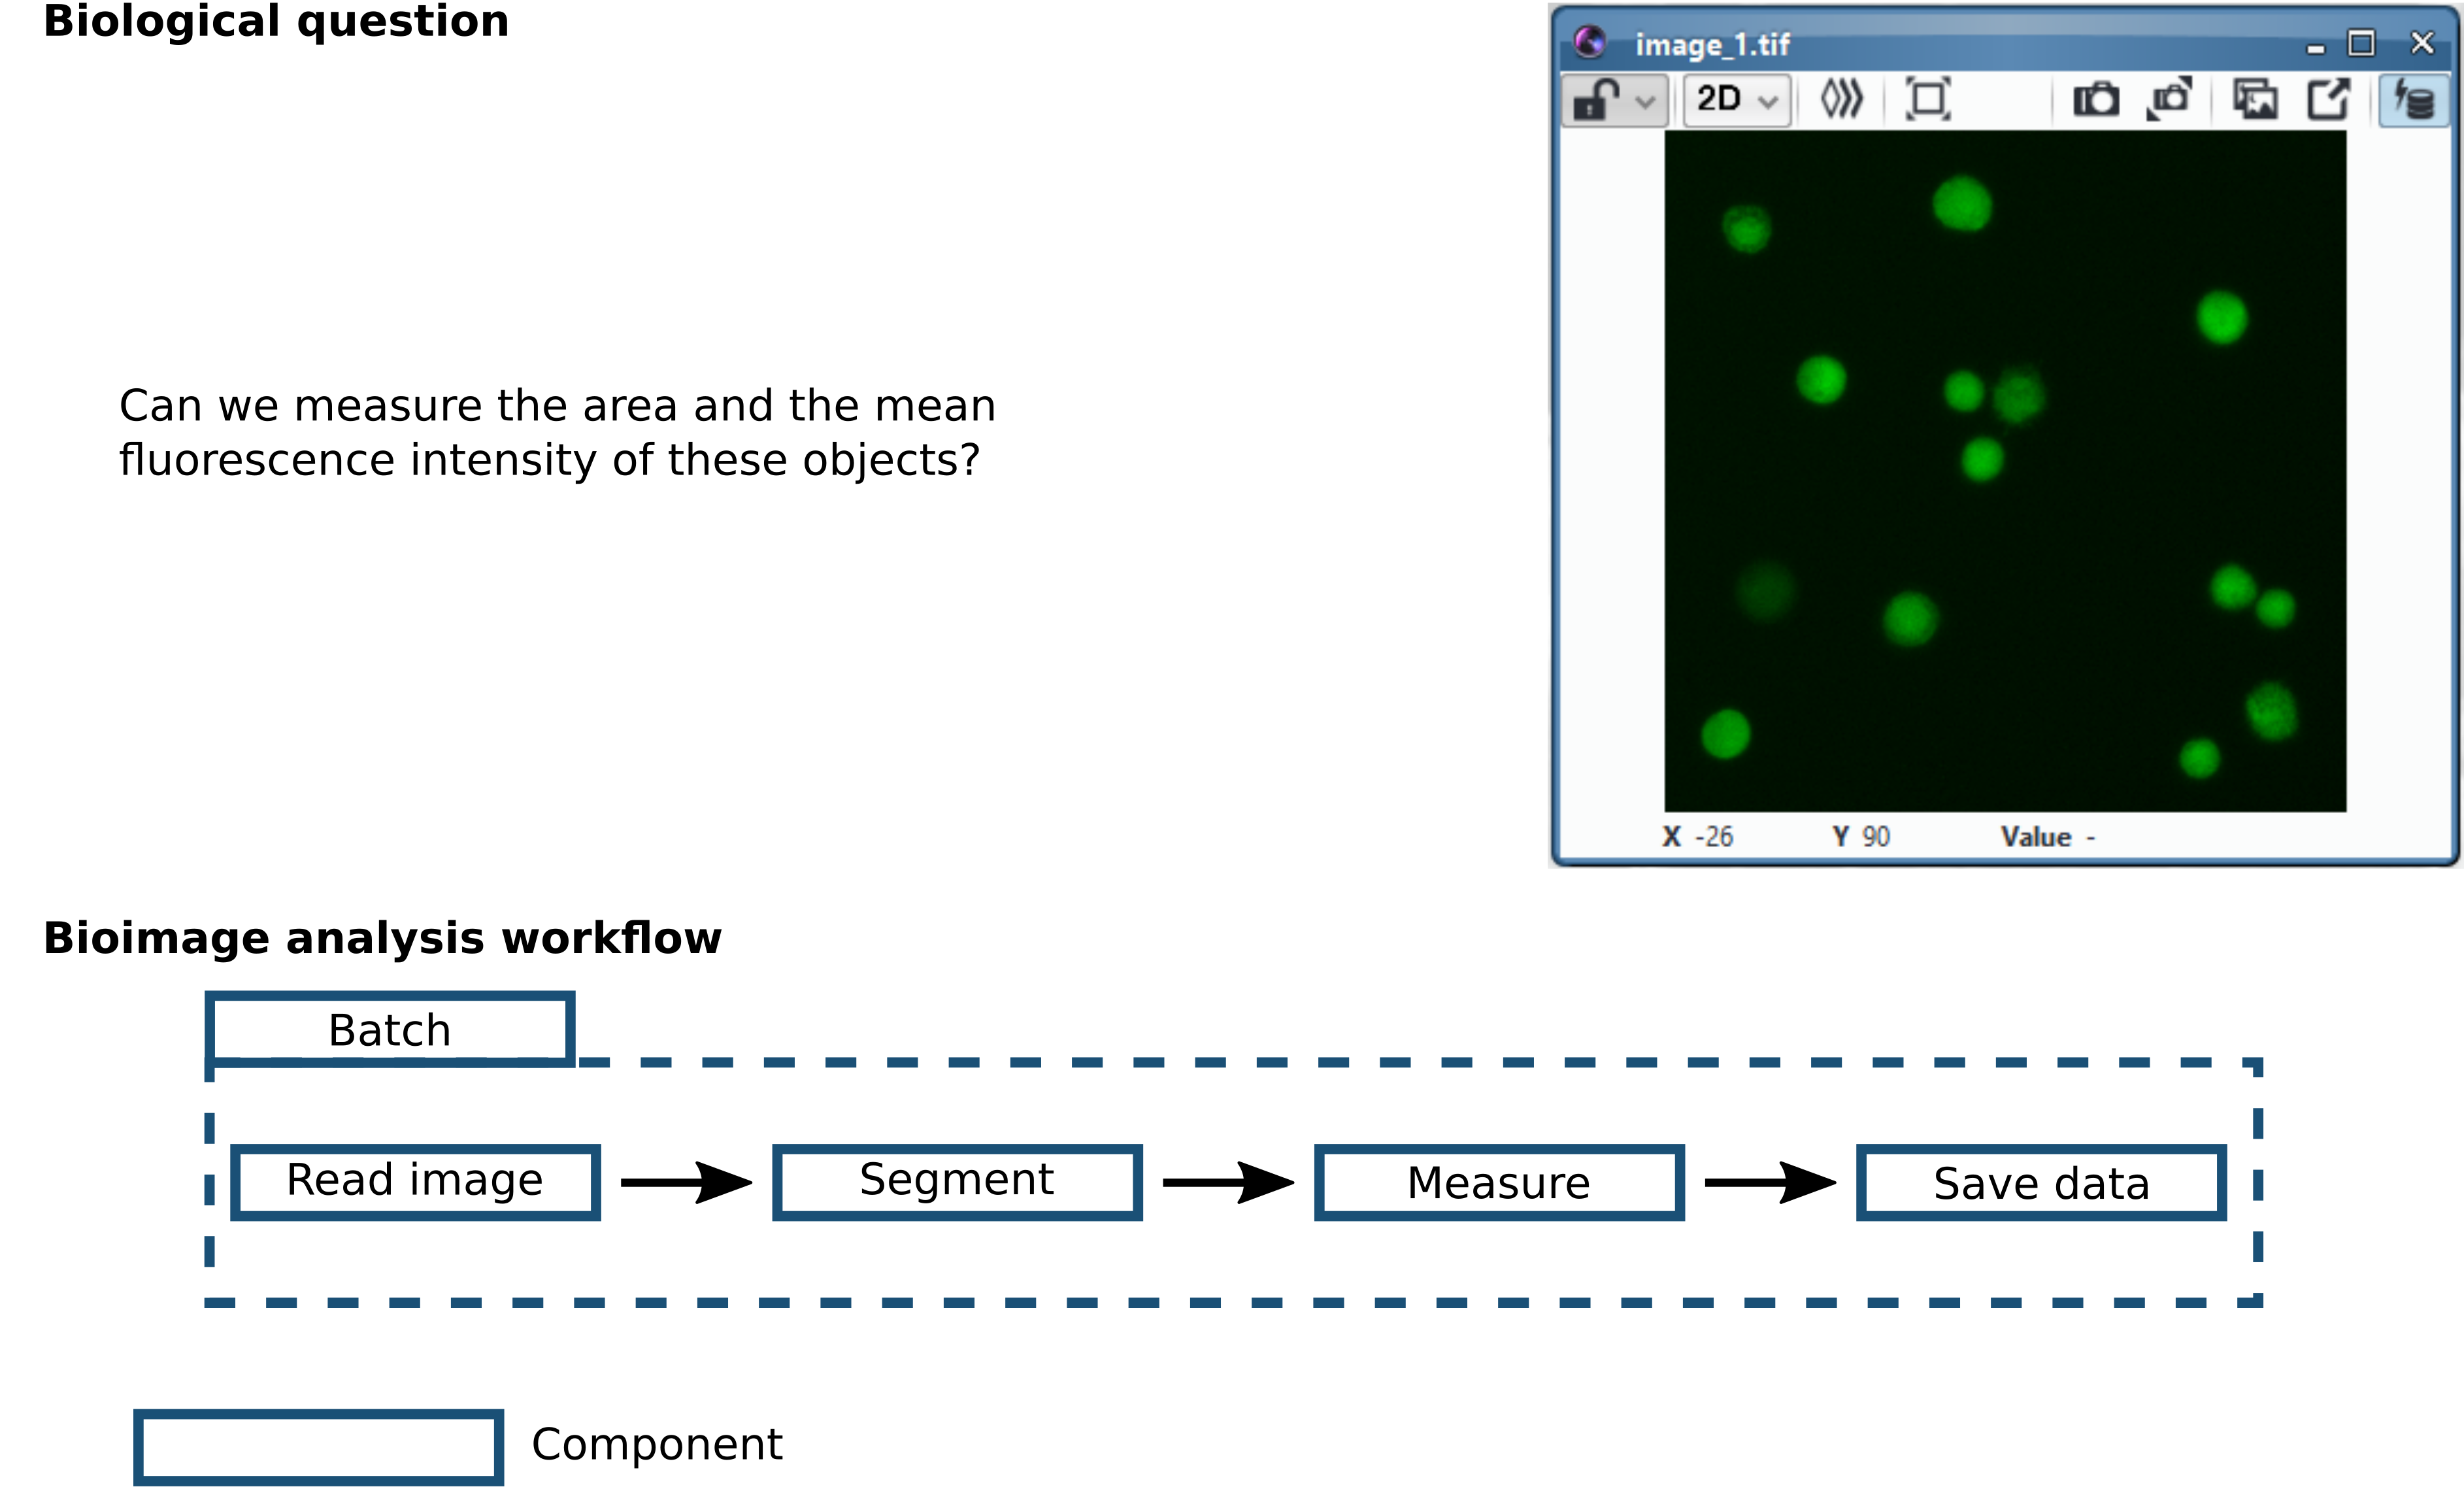 Biological question
Can we measure the area and the mean
fluorescence intensity of these objects?
image_1.tif
2D
X -26 Y 90 Value -
Bioimage analysis workflow
Batch
Read image
Segment
Measure
Save data
Component